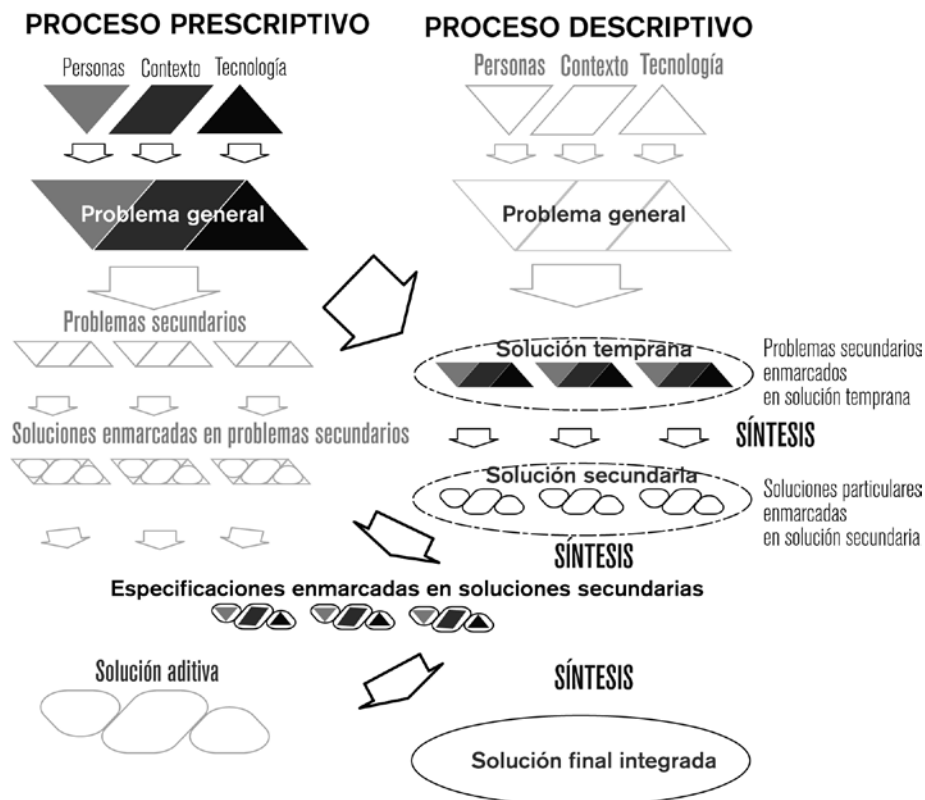 PROCESO PRESCRIPTIVO
Personas Contexto Tecnología
Problema general
Problemas secundarios
Soluciones enmarcadas en problemas secundarios
PROCESO DESCRIPTIVO
Personas Contexto Tecnología
Problema general
Solución temprana
Problemas secundarios
enmarcados
en solución temprana
SÍNTESIS
Solución secundaria
Soluciones particulares
enmarcadas
en solución secundaria
SÍNTESIS
Especificaciones enmarcadas en soluciones secundarias
Solución aditiva
SÍNTESIS
Solución final integrada